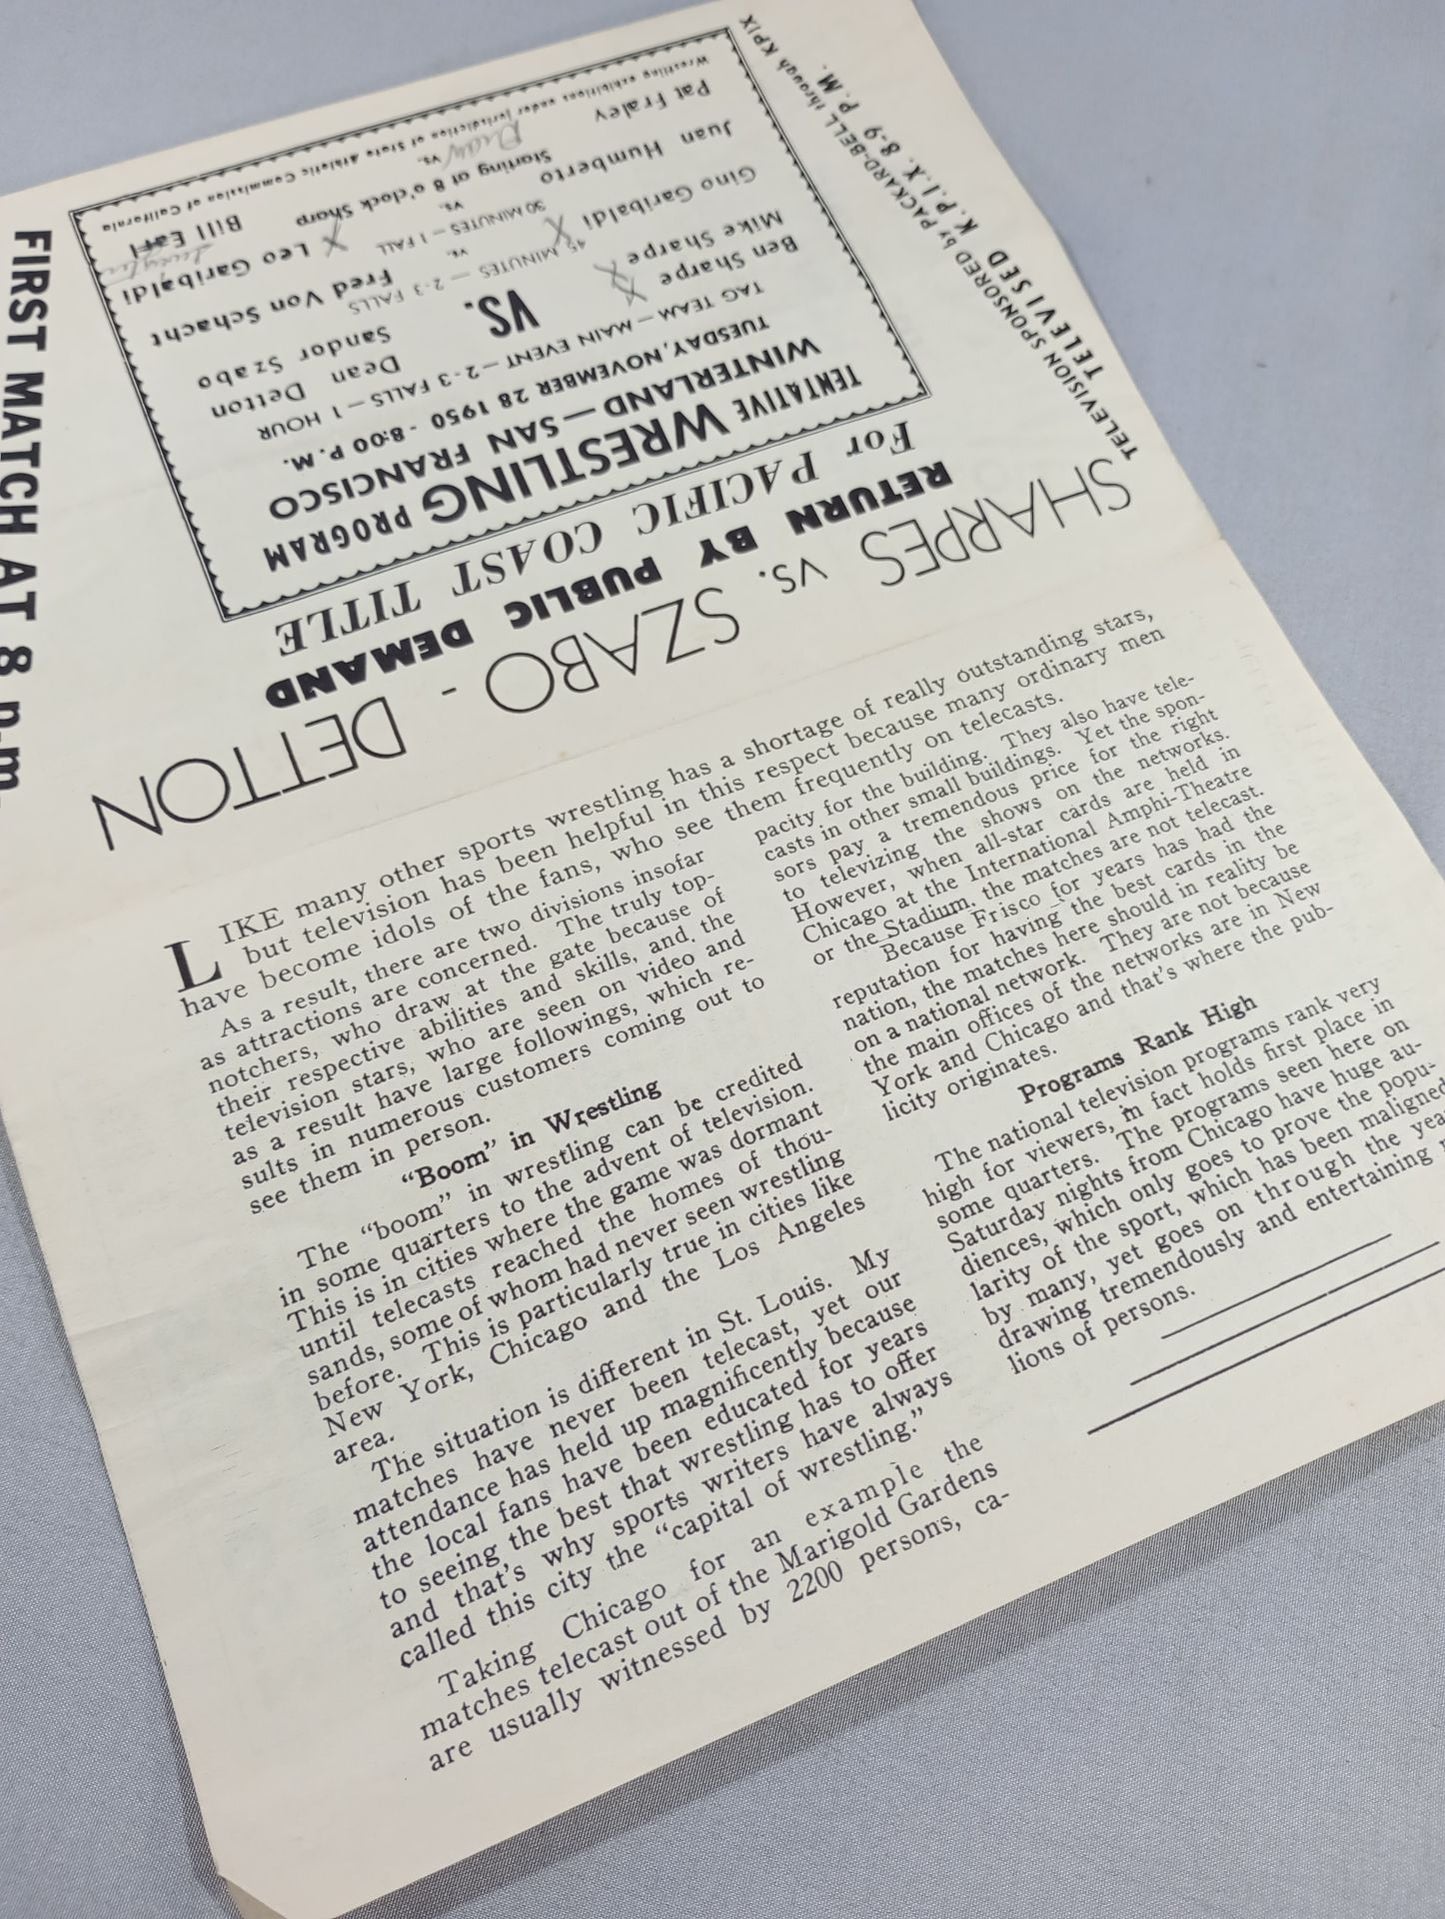 FIRST MATCH AT 8 p.m.
TELEVISION SPONSORED by PACKARD-BELL through KPIX
TELEVISED K.P.I.X. 8-9 P.M.
SHARPES vs. SZABO - DETTON
RETURN BY PUBLIC DEMAND
For PACIFIC COAST TITLE
TENTATIVE WRESTLING PROGRAM
WINTERLAND—SAN FRANCISCO
TUESDAY, NOVEMBER 28 1950 - 8:00 P.M.
TAG TEAM — MAIN EVENT — 2-3 FALLS — 1 HOUR
Ben Sharpe Dean Detton
Mike Sharpe VS. Sandor Szabo
45 MINUTES — 2-3 FALLS
Gino Garibaldi vs. Fred Von Schacht
30 MINUTES — 1 FALL
Juan Humberto vs. Leo Garibaldi
Starting at 8 o'clock Sharp
Pat Fraley vs. Bill Earl
Draw
Wrestling exhibitions under jurisdiction of State Athletic Commission of California
LIKE many other sports wrestling has a shortage of really outstanding stars,
but television has been helpful in this respect because many ordinary men
have become idols of the fans, who see them frequently on telecasts.
As a result, there are two divisions insofar
as attractions are concerned. The truly top-
notchers, who draw at the gate because of
their respective abilities and skills, and the
television stars, who are seen on video and
as a result have large followings, which re-
sults in numerous customers coming out to
see them in person.
"Boom" in Wrestling
The "boom" in wrestling can be credited
in some quarters to the advent of television.
This is in cities where the game was dormant
until telecasts reached the homes of thou-
sands, some of whom had never seen wrestling
before. This is particularly true in cities like
New York, Chicago and the Los Angeles
area.
The situation is different in St. Louis. My
matches have never been telecast, yet our
attendance has held up magnificently because
the local fans have been educated for years
to seeing the best that wrestling has to offer
and that's why sports writers have always
called this city the "capital of wrestling."
Taking Chicago for an example the
matches telecast out of the Marigold Gardens
are usually witnessed by 2200 persons, ca-
pacity for the building. They also have tele-
casts in other small buildings. Yet the spon-
sors pay a tremendous price for the right
to televizing the shows on the networks.
However, when all-star cards are held in
Chicago at the International Amphi-Theatre
or the Stadium, the matches are not telecast.
Because Frisco for years has had the
reputation for having the best cards in the
nation, the matches here should in reality be
on a national network. They are not because
the main offices of the networks are in New
York and Chicago and that's where the pub-
licity originates.
Programs Rank High
The national television programs rank very
high for viewers, in fact holds first place in
some quarters. The programs seen here on
Saturday nights from Chicago have huge au-
diences, which only goes to prove the popu-
larity of the sport, which has been maligned
by many, yet goes on through the
drawing tremendously and entertaining
lions of persons.